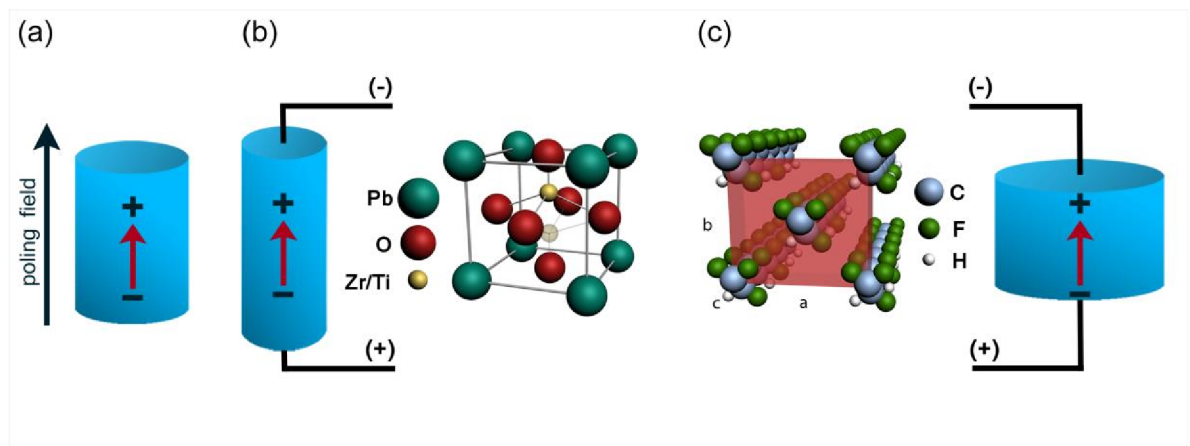 (a)
(b)
(c)
poling field
+
−
(-)
+
−
(+)
Pb
O
Zr/Ti
b
c
a
C
F
H
(-)
+
−
(+)